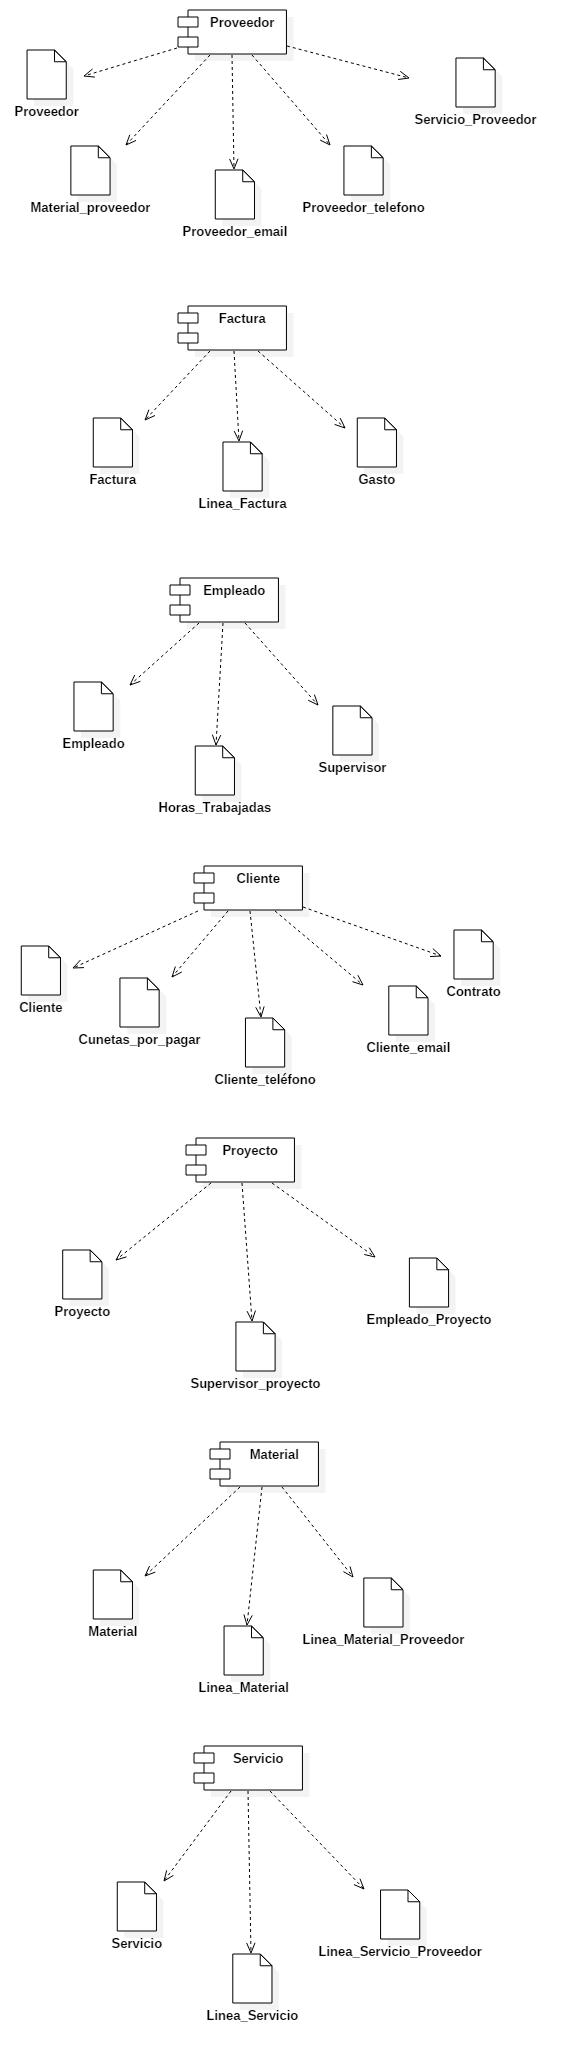 Proveedor
Proveedor
Servicio_Proveedor
Material_proveedor
Proveedor_email
Proveedor_telefono
Factura
Factura
Linea_Factura
Gasto
Empleado
Empleado
Horas_Trabajadas
Supervisor
Cliente
Cliente
Cunetas_por_pagar
Cliente_teléfono
Cliente_email
Contrato
Proyecto
Proyecto
Supervisor_proyecto
Empleado_Proyecto
Material
Material
Linea_Material
Linea_Material_Proveedor
Servicio
Servicio
Linea_Servicio
Linea_Servicio_Proveedor